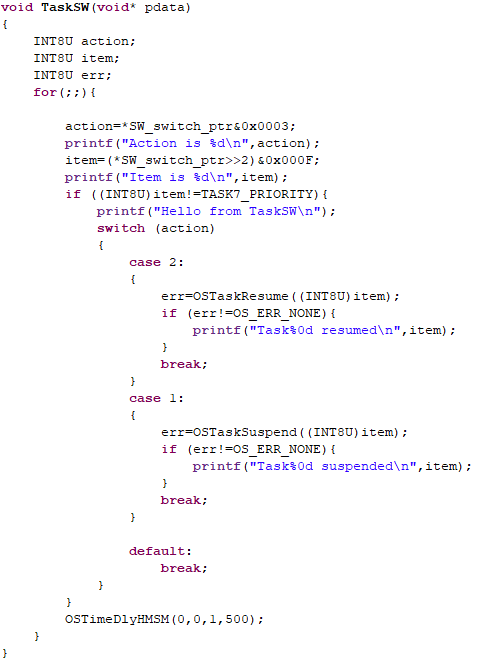 void TaskSW(void* pdata)
{
    INT8U action;
    INT8U item;
    INT8U err;
    for(;;){

        action=*SW_switch_ptr&0x0003;
        printf("Action is %d\n",action);
        item=(*SW_switch_ptr>>2)&0x000F;
        printf("Item is %d\n",item);
        if ((INT8U)item!=TASK7_PRIORITY){
            printf("Hello from TaskSW\n");
            switch (action)
            {
                case 2:
                {
                    err=OSTaskResume((INT8U)item);
                    if (err!=OS_ERR_NONE){
                        printf("Task%0d resumed\n",item);
                    }
                    break;
                }
                case 1:
                {
                    err=OSTaskSuspend((INT8U)item);
                    if (err!=OS_ERR_NONE){
                        printf("Task%0d suspended\n",item);
                    }
                    break;
                }

                default:
                    break;
            }
        }
        OSTimeDlyHMSM(0,0,1,500);
    }
}